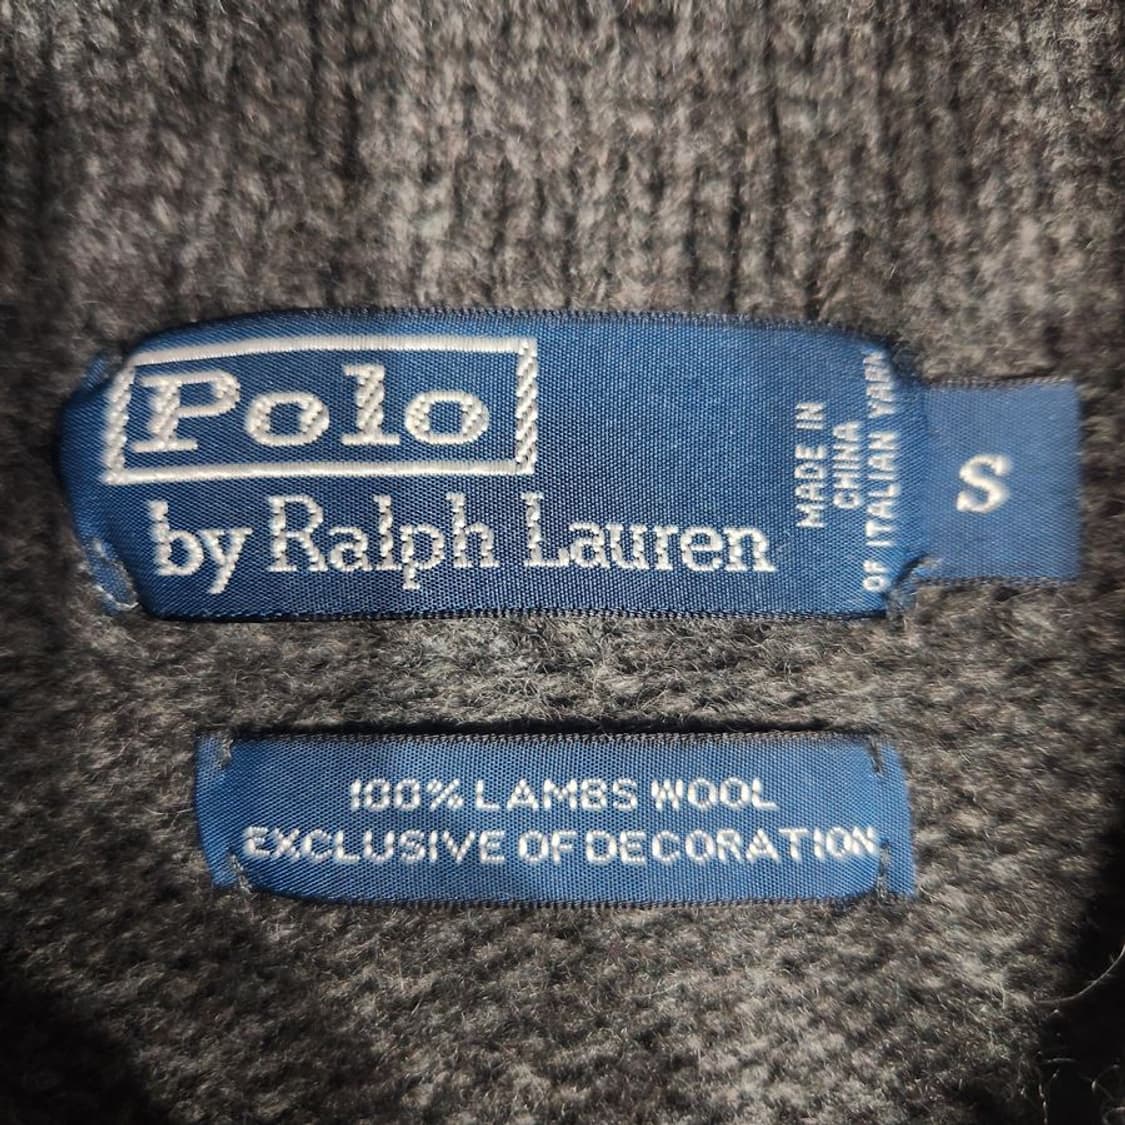 Polo
by Ralph Lauren
MADE IN
CHINA
OF ITALIAN YARN
S
100% LAMBS WOOL
EXCLUSIVE OF DECORATION